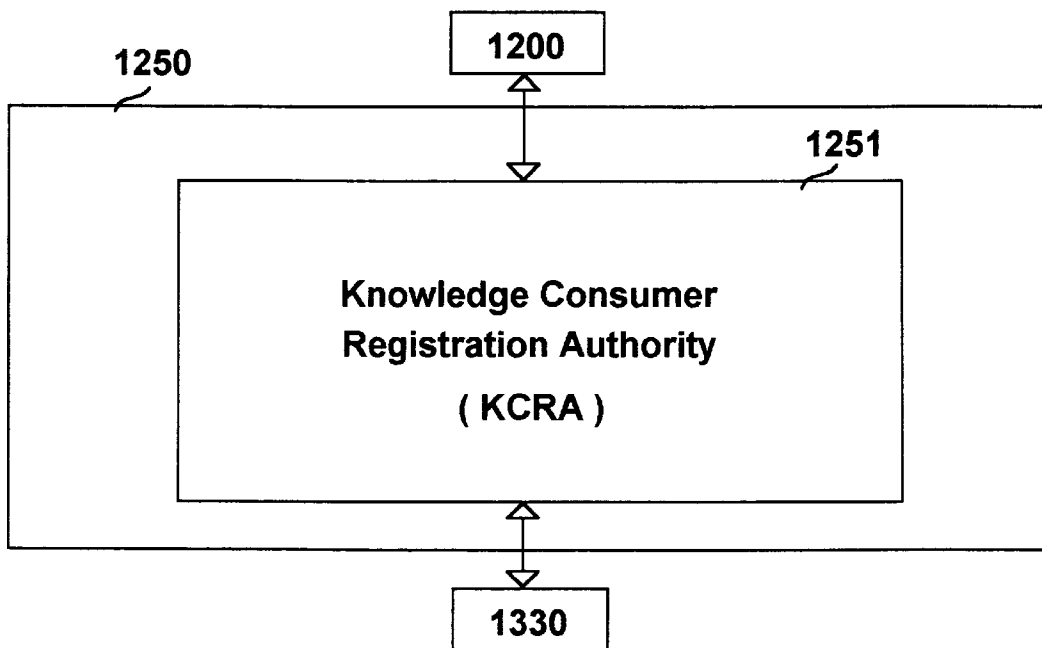 1200
1250
1251
Knowledge Consumer
Registration Authority
( KCRA )
1330